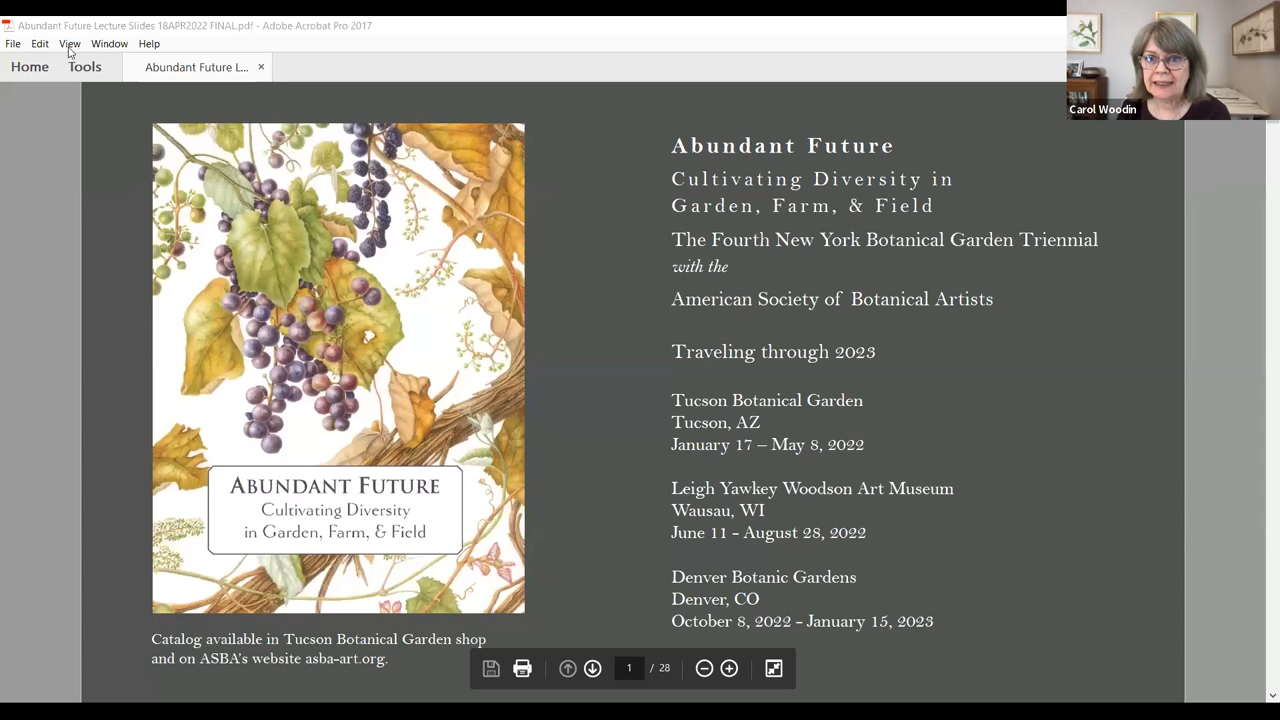 Abundant Future Lecture Slides 18APR2022 FINAL.pdf - Adobe Acrobat Pro 2017
File Edit View Window Help
Home Tools Abundant Future L... ×
Carol Woodin
Abundant Future
Cultivating Diversity in
Garden, Farm, & Field
The Fourth New York Botanical Garden Triennial
with the
American Society of Botanical Artists
Traveling through 2023
Tucson Botanical Garden
Tucson, AZ
January 17 – May 8, 2022
Leigh Yawkey Woodson Art Museum
Wausau, WI
June 11 - August 28, 2022
Denver Botanic Gardens
Denver, CO
October 8, 2022 - January 15, 2023
ABUNDANT FUTURE
Cultivating Diversity
in Garden, Farm, & Field
Catalog available in Tucson Botanical Garden shop
and on ASBA's website asba-art.org.
1 / 28